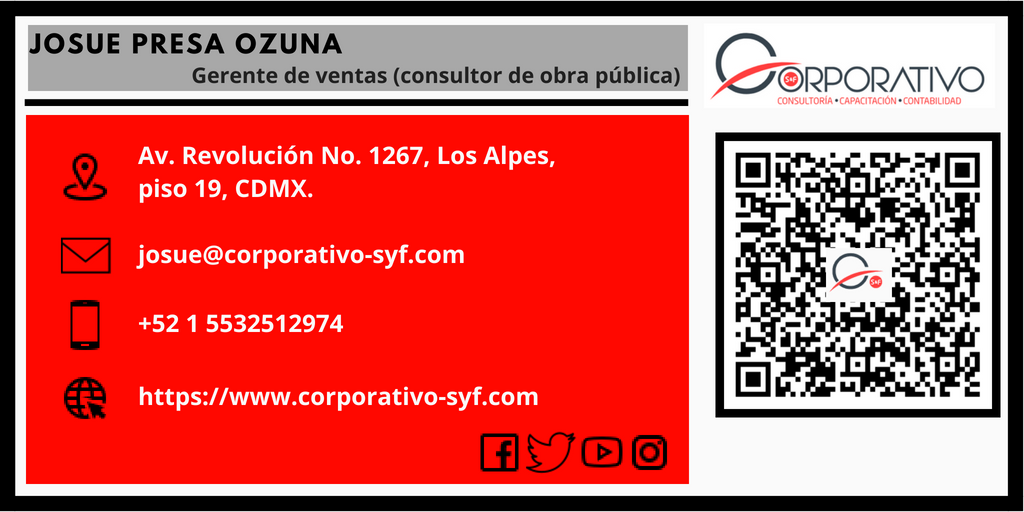 JOSUE PRESA OZUNA
Gerente de ventas (consultor de obra pública)
CORPORATIVO
S&F
CONSULTORÍA • CAPACITACIÓN • CONTABILIDAD
Av. Revolución No. 1267, Los Alpes,
piso 19, CDMX.
josue@corporativo-syf.com
+52 1 5532512974
https://www.corporativo-syf.com
S&F